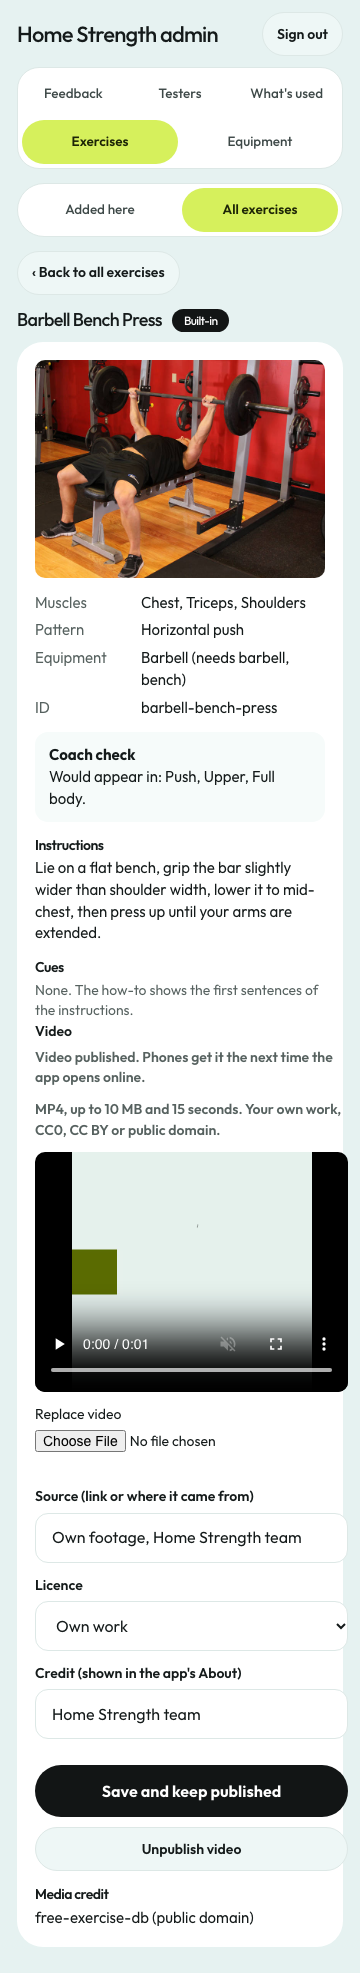 Home Strength admin
Sign out
Feedback
Testers
What's used
Exercises
Equipment
Added here
All exercises
‹ Back to all exercises
Barbell Bench Press
Built-in
Muscles
Chest, Triceps, Shoulders
Pattern
Horizontal push
Equipment
Barbell (needs barbell,
bench)
ID
barbell-bench-press
Coach check
Would appear in: Push, Upper, Full
body.
Instructions
Lie on a flat bench, grip the bar slightly
wider than shoulder width, lower it to mid-
chest, then press up until your arms are
extended.
Cues
None. The how-to shows the first sentences of
the instructions.
Video
Video published. Phones get it the next time the
app opens online.
MP4, up to 10 MB and 15 seconds. Your own work,
CC0, CC BY or public domain.
0:00 / 0:01
Replace video
Choose File
No file chosen
Source (link or where it came from)
Own footage, Home Strength team
Licence
Own work
Credit (shown in the app's About)
Home Strength team
Save and keep published
Unpublish video
Media credit
free-exercise-db (public domain)